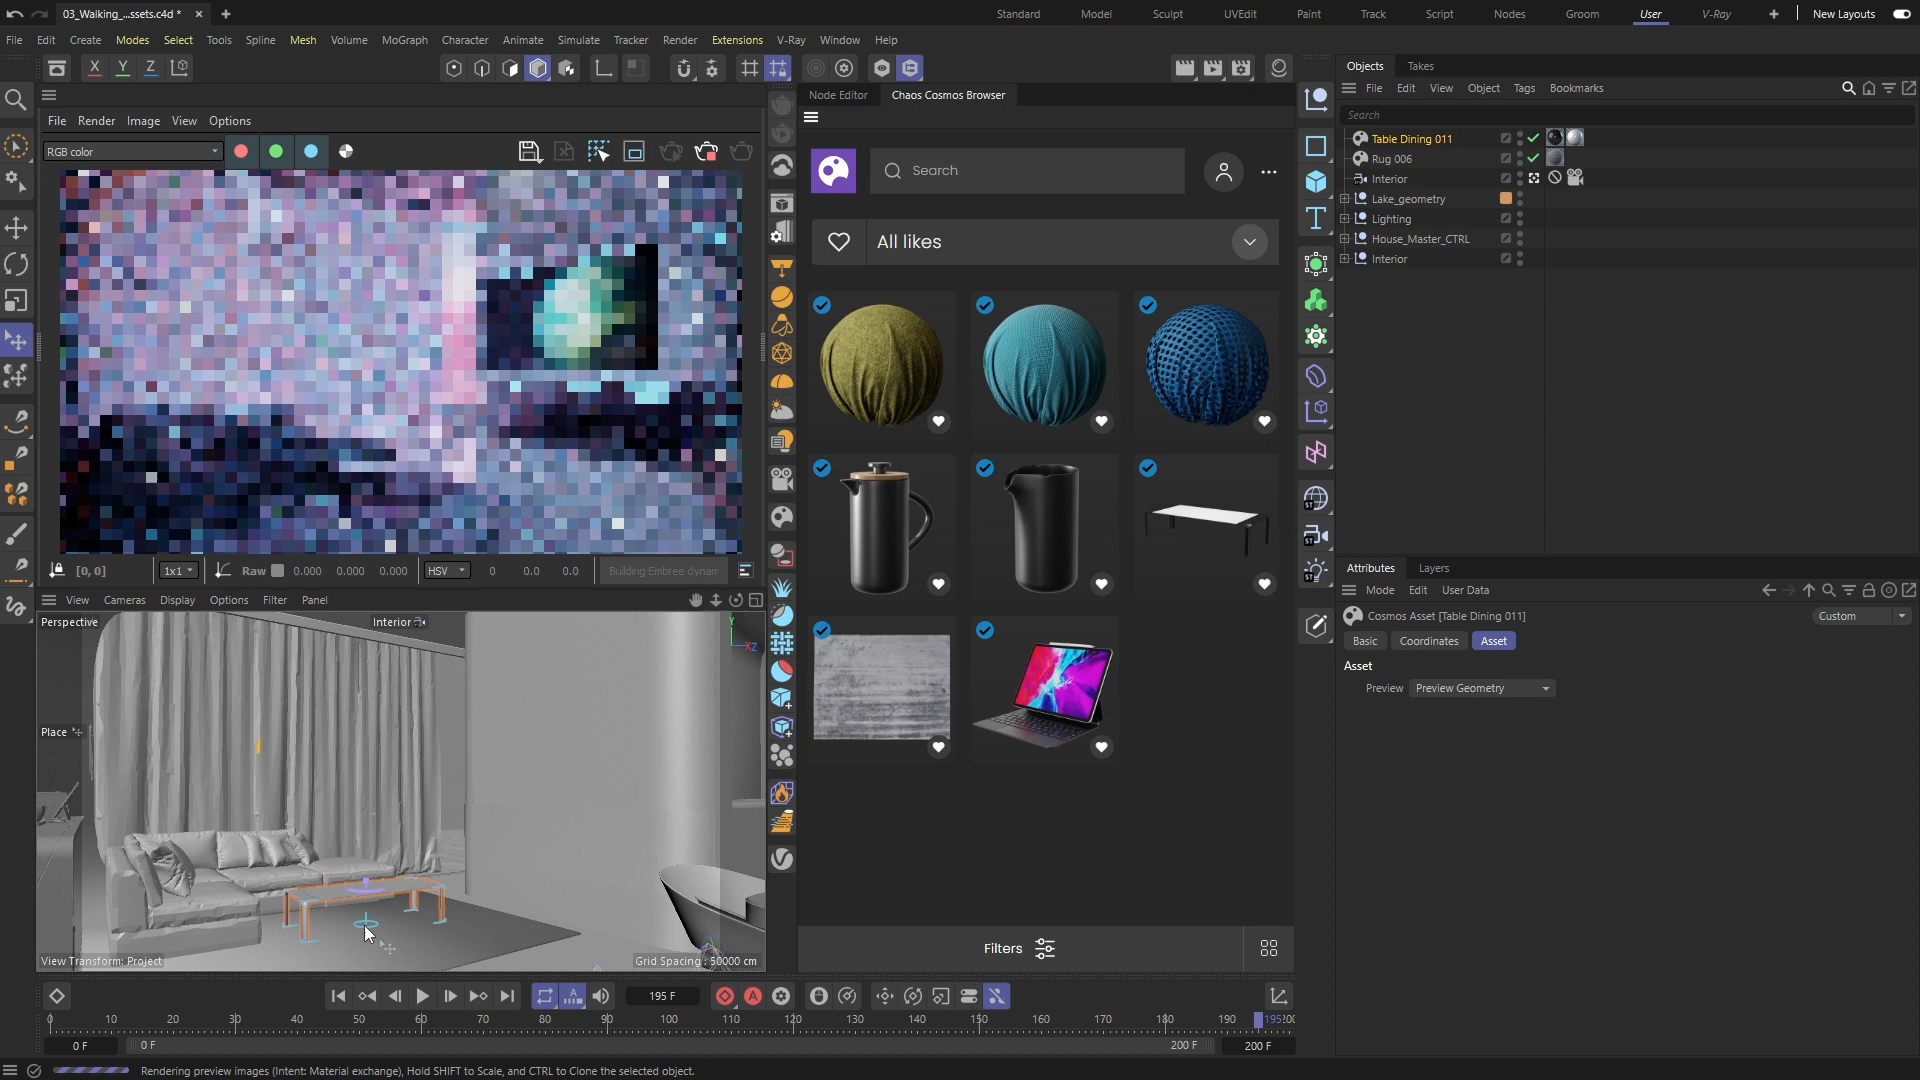 03_Walking_...ssets.c4d *
Standard Model Sculpt UVEdit Paint Track Script Nodes Groom User V-Ray New Layouts
File Edit Create Modes Select Tools Spline Mesh Volume MoGraph Character Animate Simulate Tracker Render Extensions V-Ray Window Help
X Y Z
Objects Takes
File Edit View Object Tags Bookmarks
Search
Table Dining 011
Rug 006
Interior
Lake_geometry
Lighting
House_Master_CTRL
Interior
Node Editor Chaos Cosmos Browser
Search
All likes
Filters
File Render Image View Options
RGB color
[0, 0] 1x1 Raw 0.000 0.000 0.000 HSV 0 0.0 0.0 Building Embree dynam
View Cameras Display Options Filter Panel
Perspective Interior
Y
XZ
Place
View Transform: Project Grid Spacing : 50000 cm
T
ST
ST
ST
Attributes Layers
Mode Edit User Data
Cosmos Asset [Table Dining 011] Custom
Basic Coordinates Asset
Asset
Preview Preview Geometry
A 195 F A
0 10 20 30 40 50 60 70 80 90 100 110 120 130 140 150 160 170 180 190 195
0 F 0 F 200 F 200 F
Rendering preview images (Intent: Material exchange), Hold SHIFT to Scale, and CTRL to Clone the selected object.